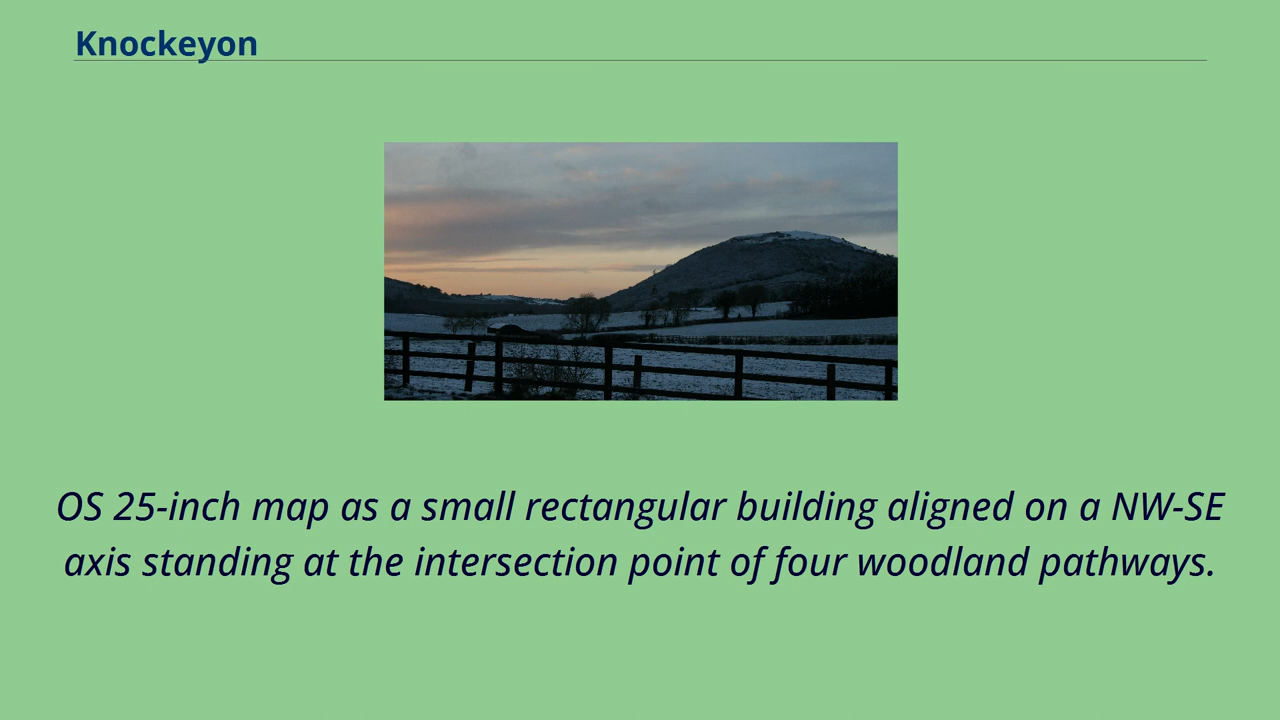 Knockeyon
OS 25-inch map as a small rectangular building aligned on a NW-SE
axis standing at the intersection point of four woodland pathways.